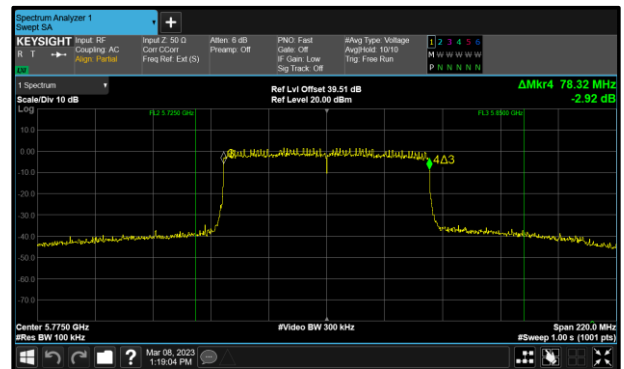 Spectrum Analyzer 1
Swept SA
KEYSIGHT Input: RF Input Z: 50 Ω Atten: 6 dB PNO: Fast #Avg Type: Voltage 1 2 3 4 5 6
R T Coupling: AC Corr CCorr Preamp: Off Gate: Off Avg|Hold: 10/10 M W W W W W
Align: Partial Freq Ref: Ext (S) IF Gain: Low Trig: Free Run P N N N N N
Sig Track: Off
1 Spectrum
Ref Lvl Offset 39.51 dB ΔMkr4 78.32 MHz
Scale/Div 10 dB Ref Level 20.00 dBm -2.92 dB
Log
FL2 5.7250 GHz FL3 5.8500 GHz
10.0
0.00
4Δ3
-10.0
-20.0
-30.0
-40.0
-50.0
-60.0
-70.0
Center 5.7750 GHz #Video BW 300 kHz Span 220.0 MHz
#Res BW 100 kHz #Sweep 1.00 s (1001 pts)
? Mar 08, 2023
1:19:04 PM